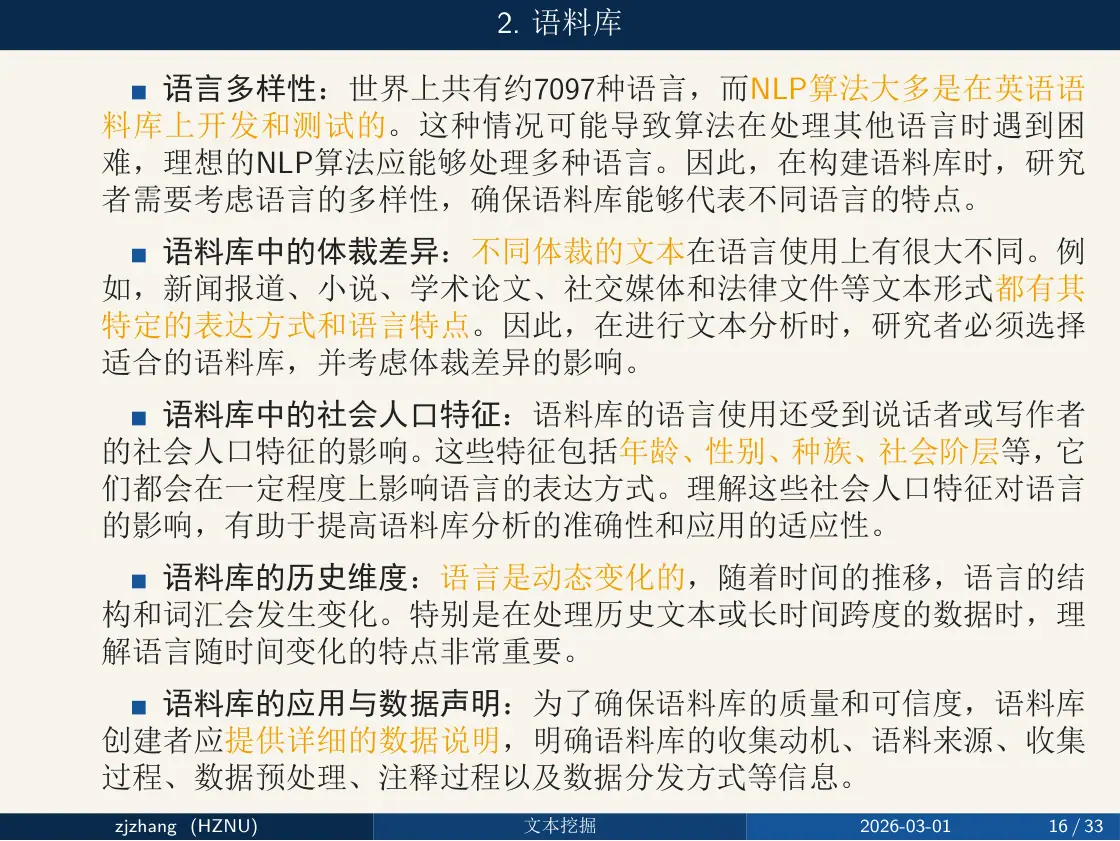 2. 语料库
语言多样性：世界上共有约7097种语言，而NLP算法大多是在英语语
料库上开发和测试的。这种情况可能导致算法在处理其他语言时遇到困
难，理想的NLP算法应能够处理多种语言。因此，在构建语料库时，研究
者需要考虑语言的多样性，确保语料库能够代表不同语言的特点。
语料库中的体裁差异：不同体裁的文本在语言使用上有很大不同。例
如，新闻报道、小说、学术论文、社交媒体和法律文件等文本形式都有其
特定的表达方式和语言特点。因此，在进行文本分析时，研究者必须选择
适合的语料库，并考虑体裁差异的影响。
语料库中的社会人口特征：语料库的语言使用还受到说话者或写作者
的社会人口特征的影响。这些特征包括年龄、性别、种族、社会阶层等，它
们都会在一定程度上影响语言的表达方式。理解这些社会人口特征对语言
的影响，有助于提高语料库分析的准确性和应用的适应性。
语料库的历史维度：语言是动态变化的，随着时间的推移，语言的结
构和词汇会发生变化。特别是在处理历史文本或长时间跨度的数据时，理
解语言随时间变化的特点非常重要。
语料库的应用与数据声明：为了确保语料库的质量和可信度，语料库
创建者应提供详细的数据说明，明确语料库的收集动机、语料来源、收集
过程、数据预处理、注释过程以及数据分发方式等信息。
zjzhang (HZNU) 文本挖掘 2026-03-01 16 / 33